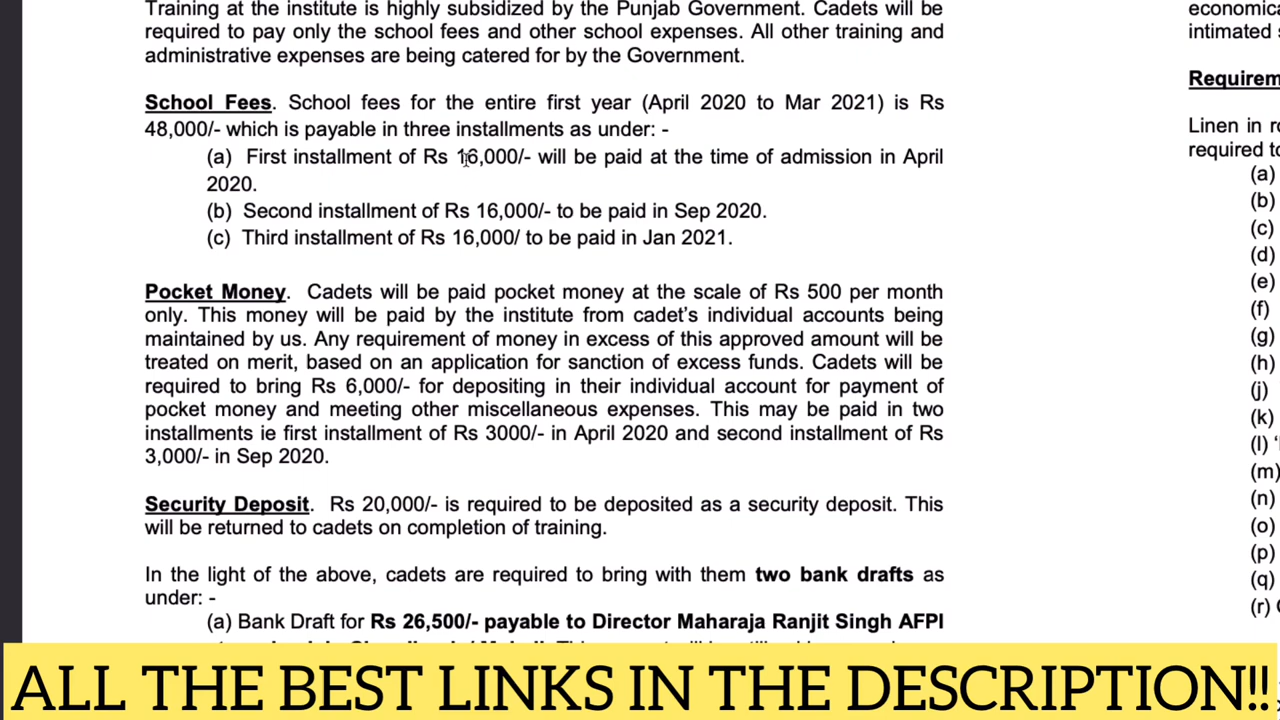 Training at the institute is highly subsidized by the Punjab Government. Cadets will be
required to pay only the school fees and other school expenses. All other training and
administrative expenses are being catered for by the Government.
School Fees. School fees for the entire first year (April 2020 to Mar 2021) is Rs
48,000/- which is payable in three installments as under: -
(a) First installment of Rs 16,000/- will be paid at the time of admission in April
2020.
(b) Second installment of Rs 16,000/- to be paid in Sep 2020.
(c) Third installment of Rs 16,000/ to be paid in Jan 2021.
Pocket Money. Cadets will be paid pocket money at the scale of Rs 500 per month
only. This money will be paid by the institute from cadet's individual accounts being
maintained by us. Any requirement of money in excess of this approved amount will be
treated on merit, based on an application for sanction of excess funds. Cadets will be
required to bring Rs 6,000/- for depositing in their individual account for payment of
pocket money and meeting other miscellaneous expenses. This may be paid in two
installments ie first installment of Rs 3000/- in April 2020 and second installment of Rs
3,000/- in Sep 2020.
Security Deposit. Rs 20,000/- is required to be deposited as a security deposit. This
will be returned to cadets on completion of training.
In the light of the above, cadets are required to bring with them two bank drafts as
under: -
(a) Bank Draft for Rs 26,500/- payable to Director Maharaja Ranjit Singh AFPI
intimated
Linen in
required
(a)
(b)
(c)
(d)
(e)
(f)
(g)
(h)
(j)
(k)
(l)
(m)
(n)
(o)
(p)
(q)
(r)
ALL THE BEST LINKS IN THE DESCRIPTION!!